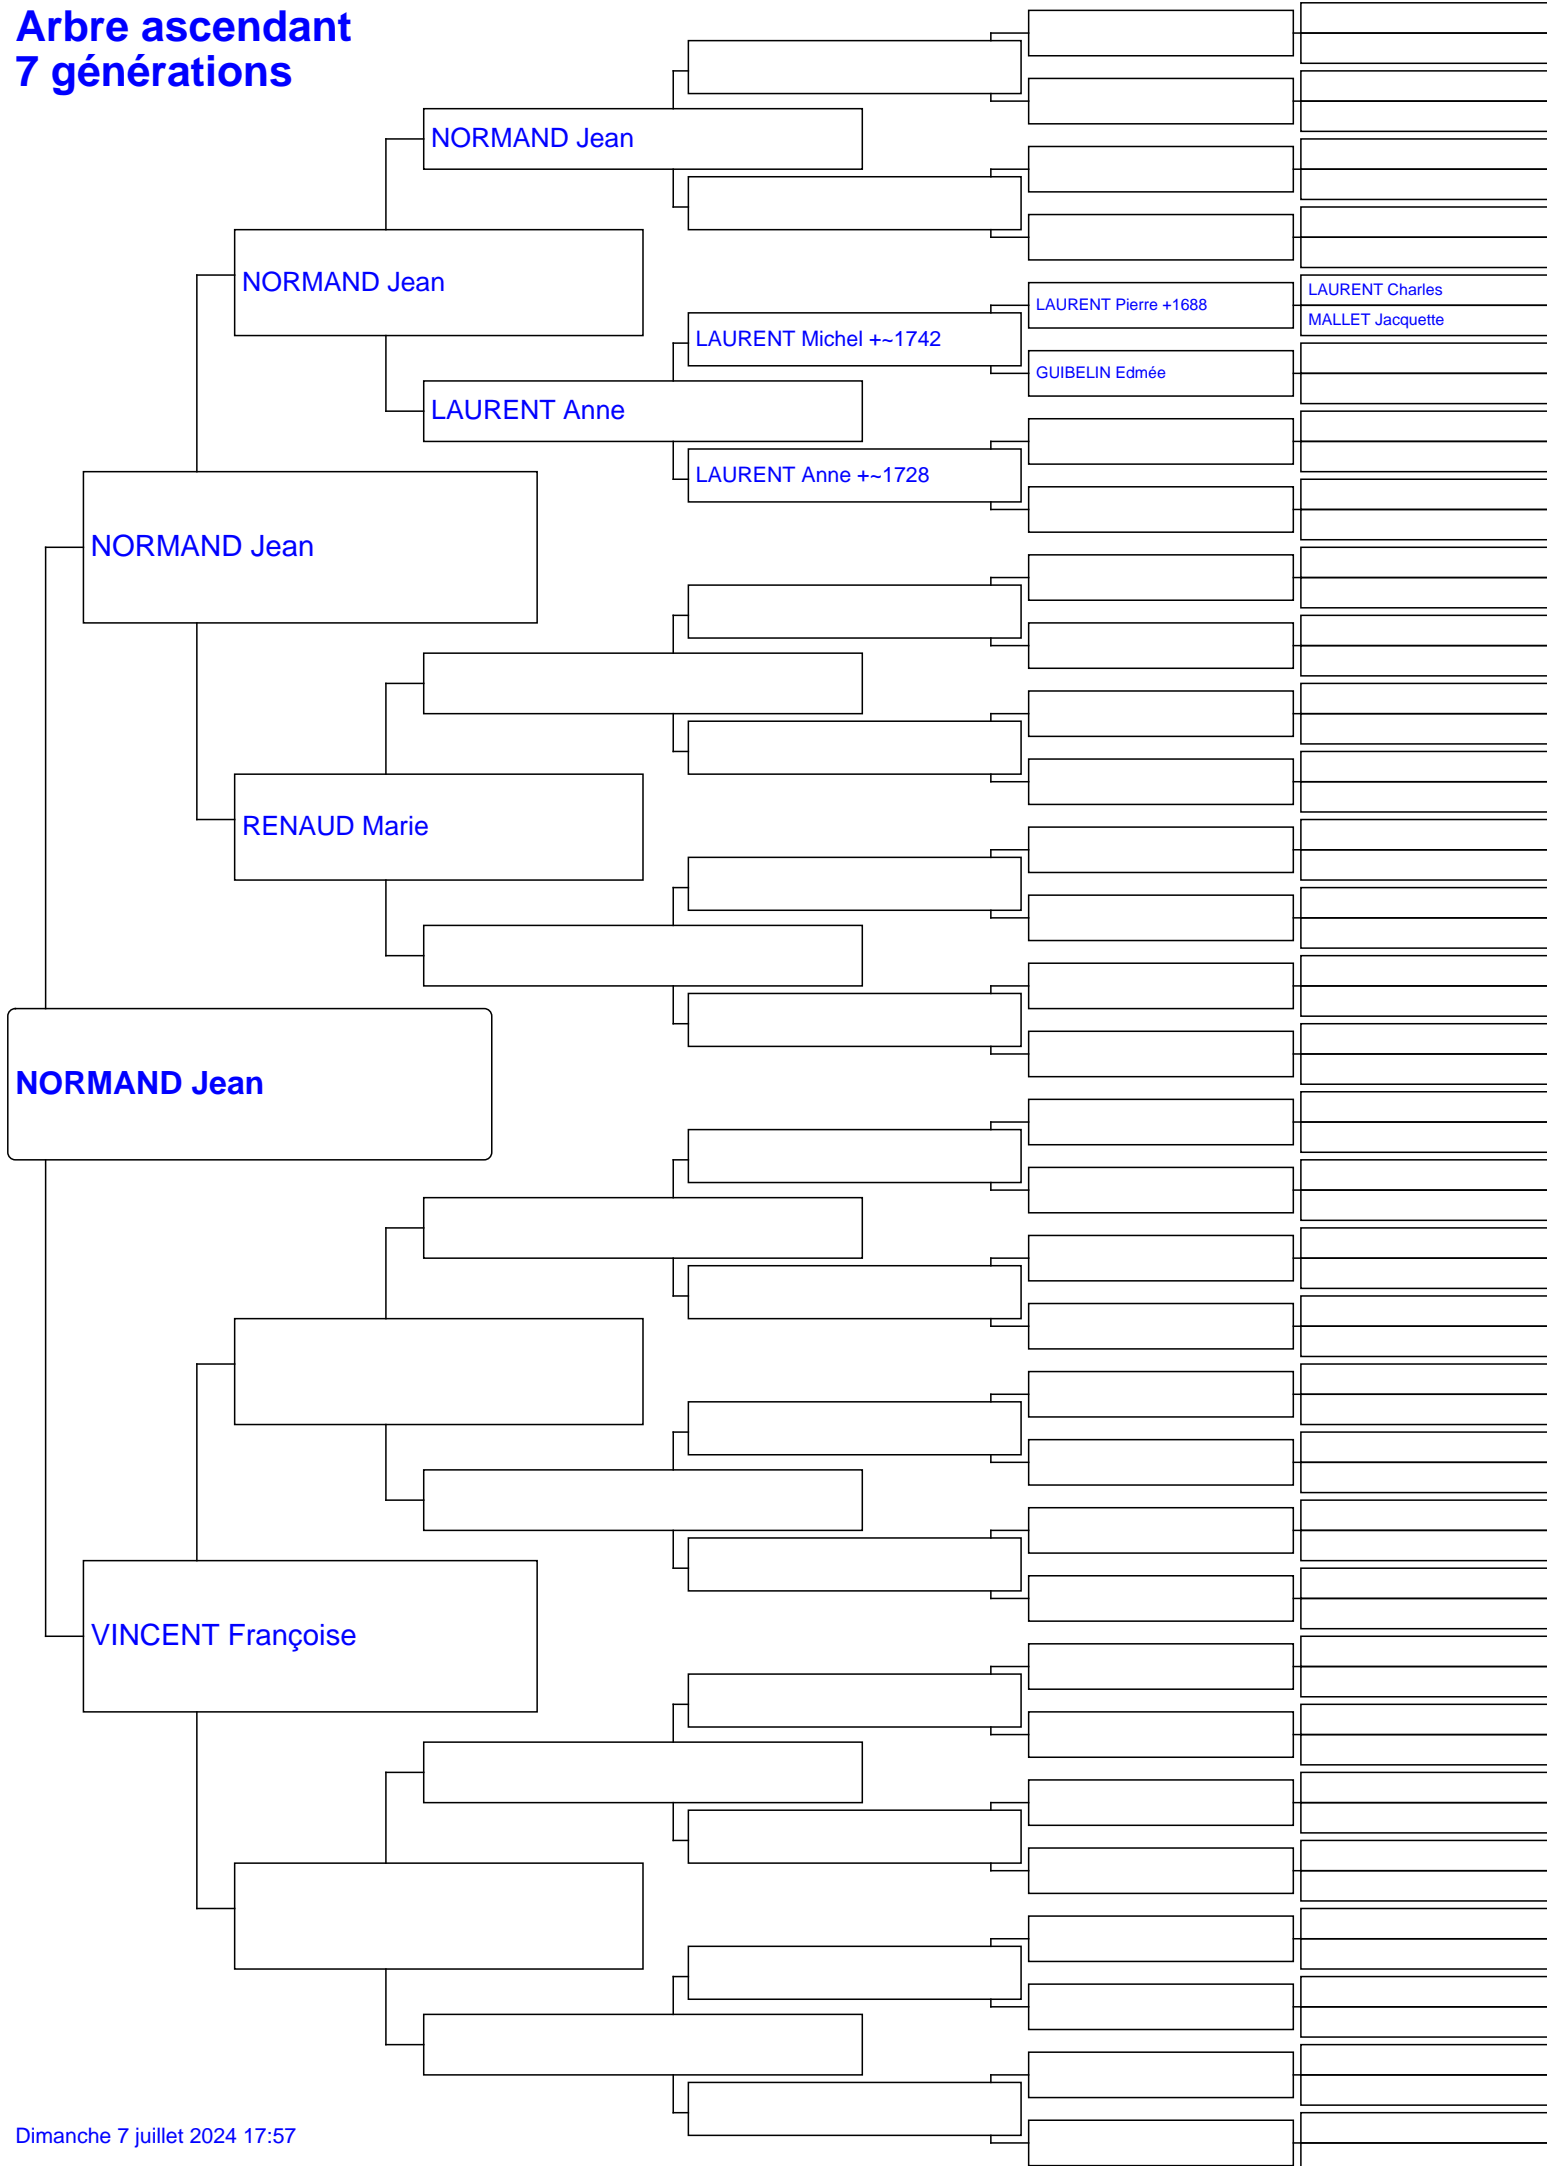 Arbre ascendant
7 générations
NORMAND Jean
NORMAND Jean
LAURENT Charles
LAURENT Pierre +1688
MALLET Jacquette
LAURENT Michel +~1742
GUIBELIN Edmée
LAURENT Anne
LAURENT Anne +~1728
NORMAND Jean
RENAUD Marie
NORMAND Jean
VINCENT Françoise
Dimanche 7 juillet 2024 17:57